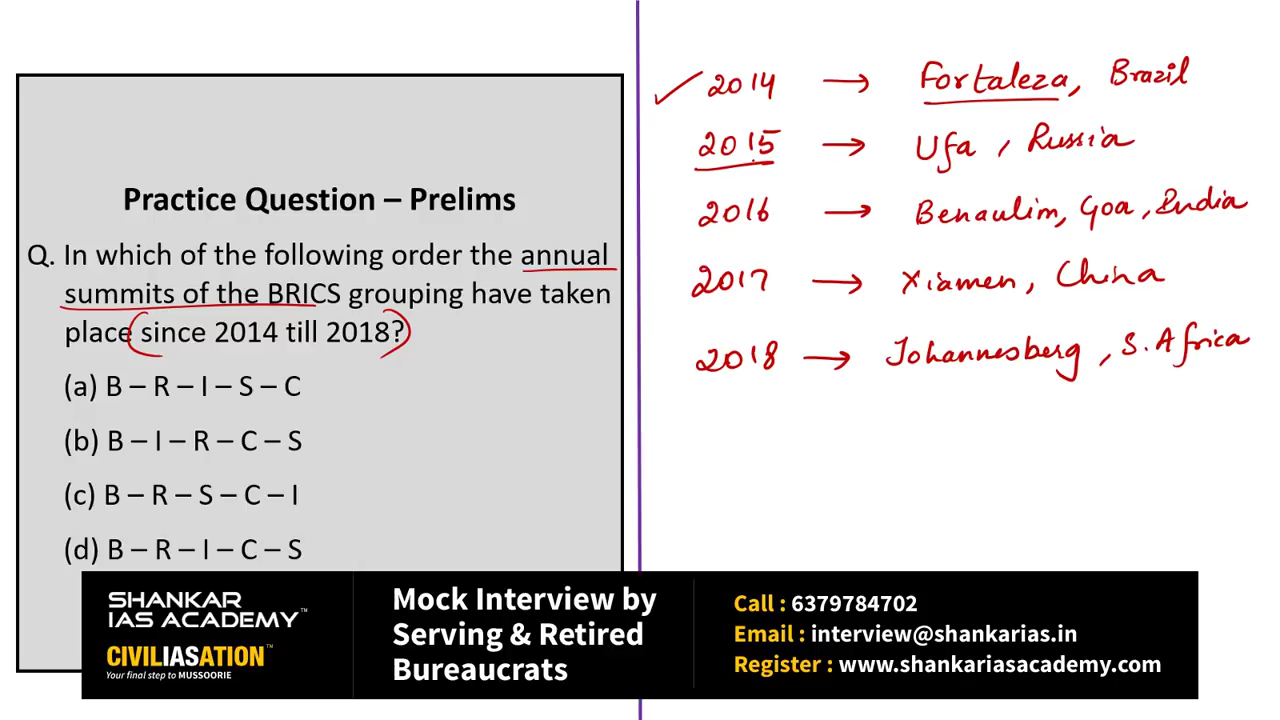 Practice Question – Prelims
Q. In which of the following order the annual
summits of the BRICS grouping have taken
place since 2014 till 2018?
(a) B – R – I – S – C
(b) B – I – R – C – S
(c) B – R – S – C – I
(d) B – R – I – C – S
2014 → Fortaleza, Brazil
2015 → Ufa, Russia
2016 → Benaulim, Goa, India
2017 → Xiamen, China
2018 → Johannesberg, S. Africa
SHANKAR
IAS ACADEMY™
CIVILIASATION™
Your final step to MUSSOORIE
Mock Interview by
Serving & Retired
Bureaucrats
Call : 6379784702
Email : interview@shankarias.in
Register : www.shankariasacademy.com